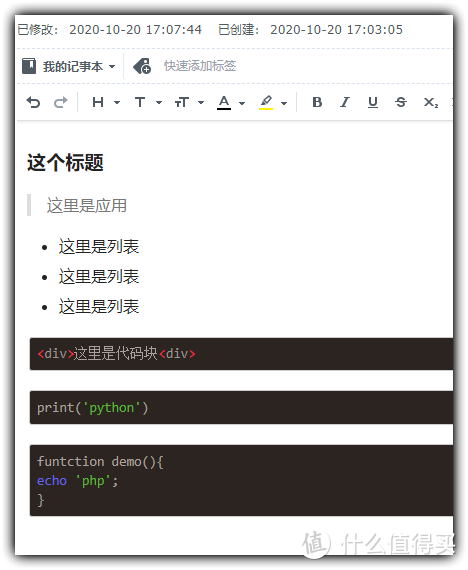 已修改： 2020-10-20 17:07:44 已创建： 2020-10-20 17:03:05
我的记事本 快速添加标签
H T тT A B I U S X₂
这个标题
这里是应用
• 这里是列表
• 这里是列表
• 这里是列表
<div>这里是代码块<div>
print('python')
funtction demo(){
echo 'php';
}
值 什么值得买